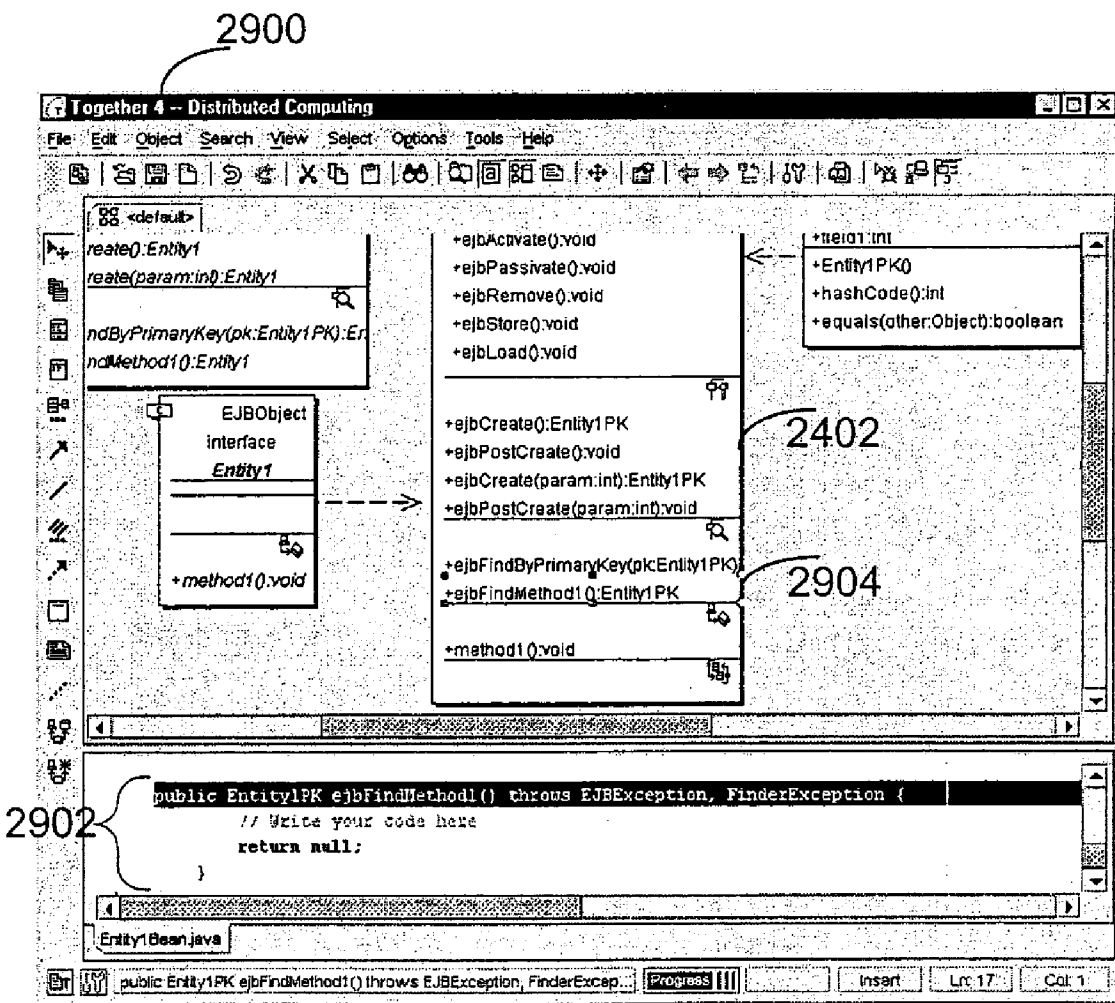 2900
Together 4 -- Distributed Computing
File Edit Object Search View Select Options Tools Help
<default>
reate():Entity1
reate(param:int):Entity1
ndByPrimaryKey(pk:Entity1PK):En
ndMethod1():Entity1
EJBObject
interface
Entity1
+method1():void
+ejbActivate():void
+ejbPassivate():void
+ejbRemove():void
+ejbStore():void
+ejbLoad():void
+ejbCreate():Entity1PK
+ejbPostCreate():void
+ejbCreate(param:int):Entity1PK
+ejbPostCreate(param:int):void
+ejbFindByPrimaryKey(pk:Entity1PK)
+ejbFindMethod1():Entity1PK
+method1():void
+field1:int
+Entity1PK()
+hashCode():int
+equals(other:Object):boolean
2402
2904
2902
public Entity1PK ejbFindMethod1() throws EJBException, FinderException {
// Write your code here
return null;
}
Entity1Bean.java
public Entity1PK ejbFindMethod1() throws EJBException, FinderExcep... Progress Insert Ln: 17 Col: 1